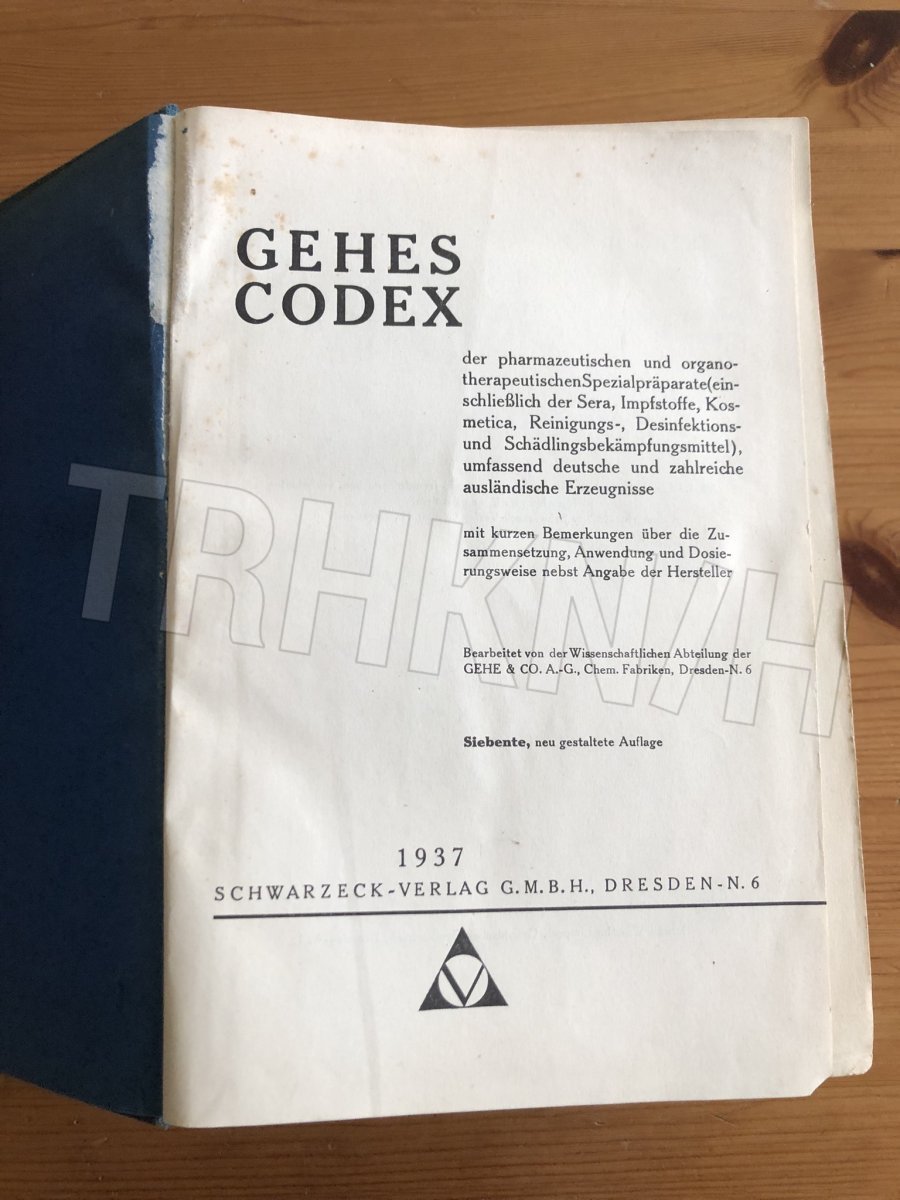 GEHES
CODEX
der pharmazeutischen und organo-
therapeutischen Spezialpräparate (ein-
schließlich der Sera, Impfstoffe, Kos-
metica, Reinigungs-, Desinfektions-
und Schädlingsbekämpfungsmittel),
umfassend deutsche und zahlreiche
ausländische Erzeugnisse
mit kurzen Bemerkungen über die Zu-
sammensetzung, Anwendung und Dosie-
rungsweise nebst Angabe der Hersteller
TRHKN/H
Bearbeitet von der Wissenschaftlichen Abteilung der
GEHE & CO. A.-G., Chem. Fabriken, Dresden-N. 6
Siebente, neu gestaltete Auflage
1937
SCHWARZECK-VERLAG G.M.B.H., DRESDEN-N. 6
V